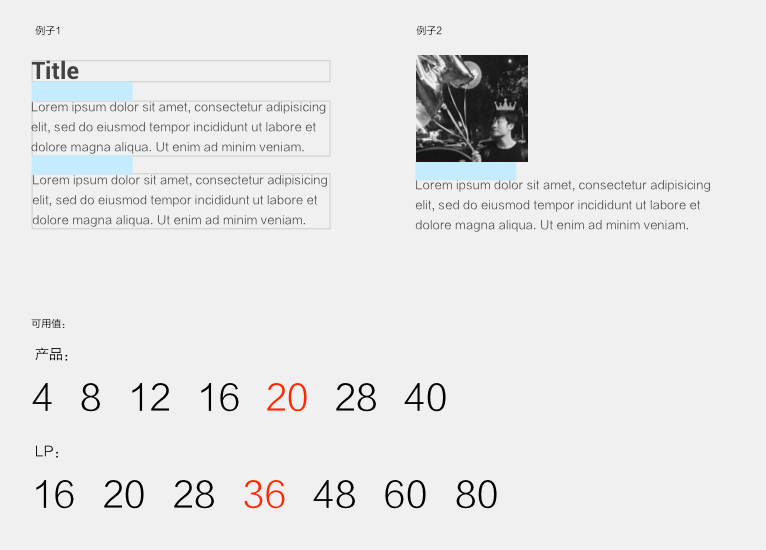 例子1
Title
Lorem ipsum dolor sit amet, consectetur adipisicing
elit, sed do eiusmod tempor incididunt ut labore et
dolore magna aliqua. Ut enim ad minim veniam.
Lorem ipsum dolor sit amet, consectetur adipisicing
elit, sed do eiusmod tempor incididunt ut labore et
dolore magna aliqua. Ut enim ad minim veniam.
例子2
Lorem ipsum dolor sit amet, consectetur adipisicing
elit, sed do eiusmod tempor incididunt ut labore et
dolore magna aliqua. Ut enim ad minim veniam.
可用值：
产品：
4 8 12 16 20 28 40
LP：
16 20 28 36 48 60 80